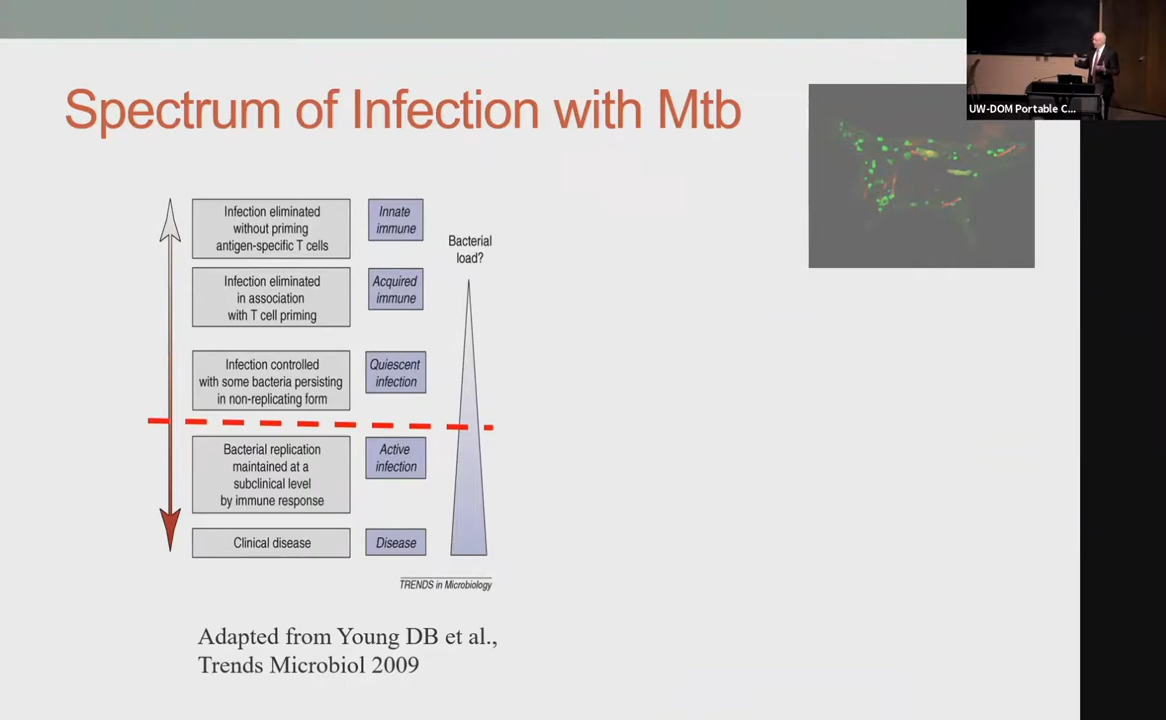 UW-DOM Portable C...
Spectrum of Infection with Mtb
Infection eliminated
without priming
antigen-specific T cells
Innate
immune
Bacterial
load?
Infection eliminated
in association
with T cell priming
Acquired
immune
Infection controlled
with some bacteria persisting
in non-replicating form
Quiescent
infection
Bacterial replication
maintained at a
subclinical level
by immune response
Active
infection
Clinical disease
Disease
TRENDS in Microbiology
Adapted from Young DB et al.,
Trends Microbiol 2009